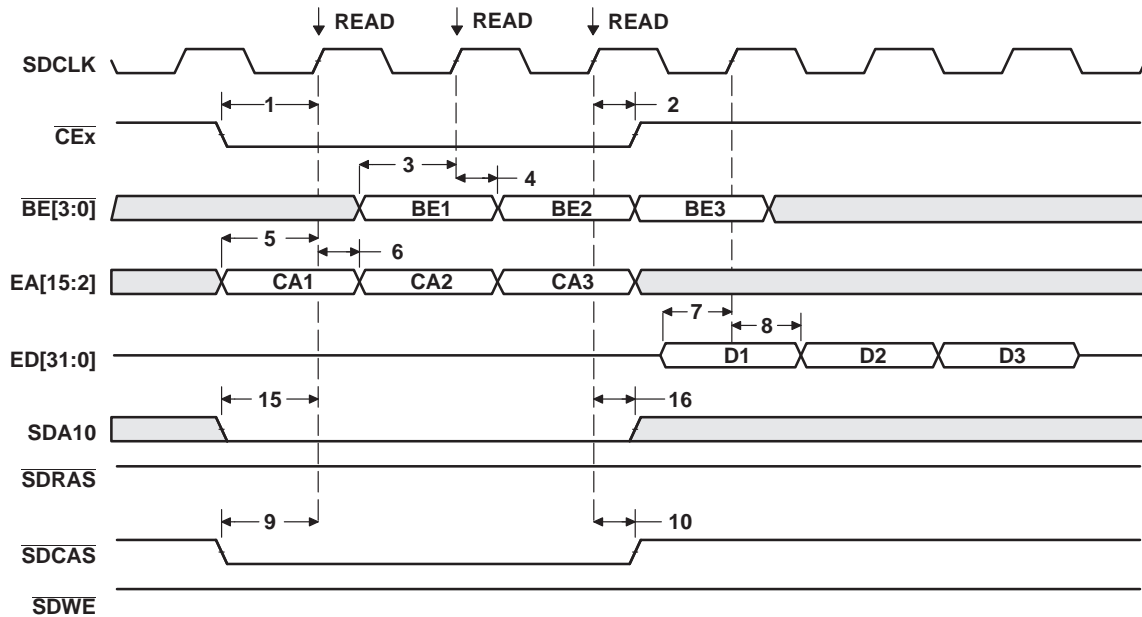 READ READ READ
SDCLK
1 2
CEx
3 4
BE[3:0] BE1 BE2 BE3
5 6
EA[15:2] CA1 CA2 CA3
7 8
ED[31:0] D1 D2 D3
15 16
SDA10
SDRAS
9 10
SDCAS
SDWE